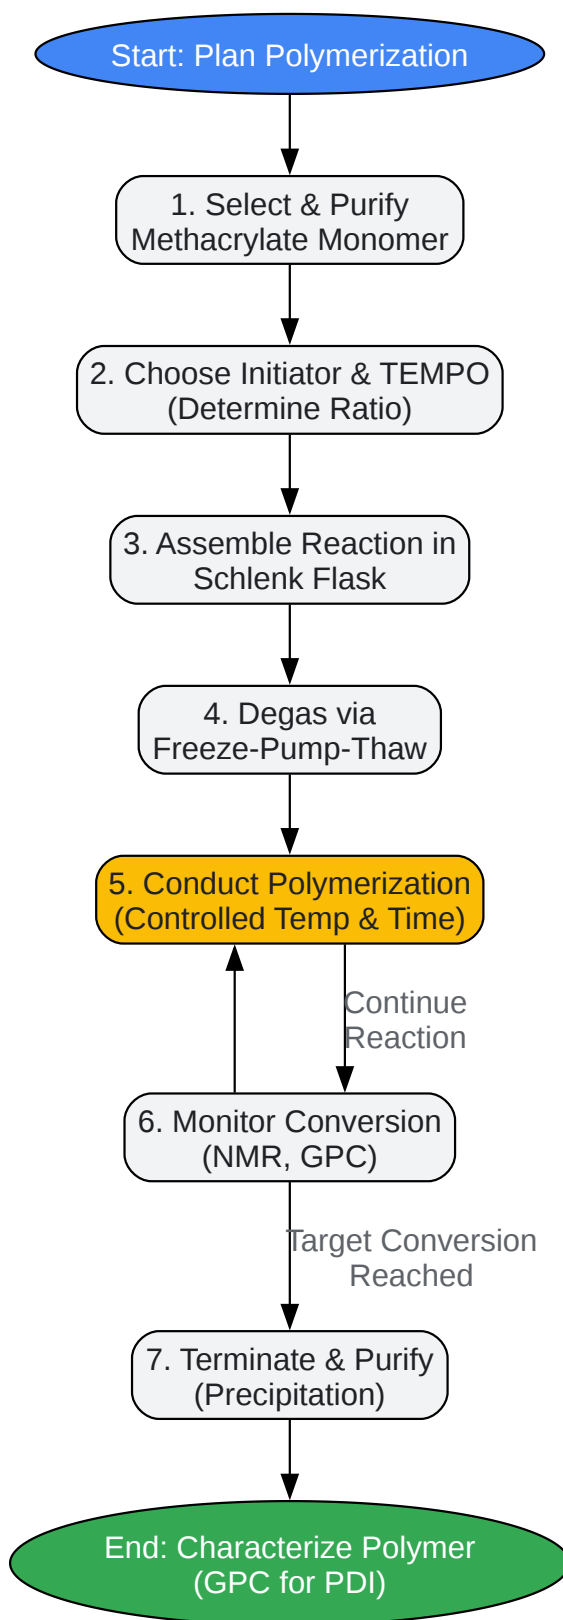 Start: Plan Polymerization
1. Select & Purify
Methacrylate Monomer
2. Choose Initiator & TEMPO
(Determine Ratio)
3. Assemble Reaction in
Schlenk Flask
4. Degas via
Freeze-Pump-Thaw
5. Conduct Polymerization
(Controlled Temp & Time)
Continue
Reaction
6. Monitor Conversion
(NMR, GPC)
Target Conversion
Reached
7. Terminate & Purify
(Precipitation)
End: Characterize Polymer
(GPC for PDI)